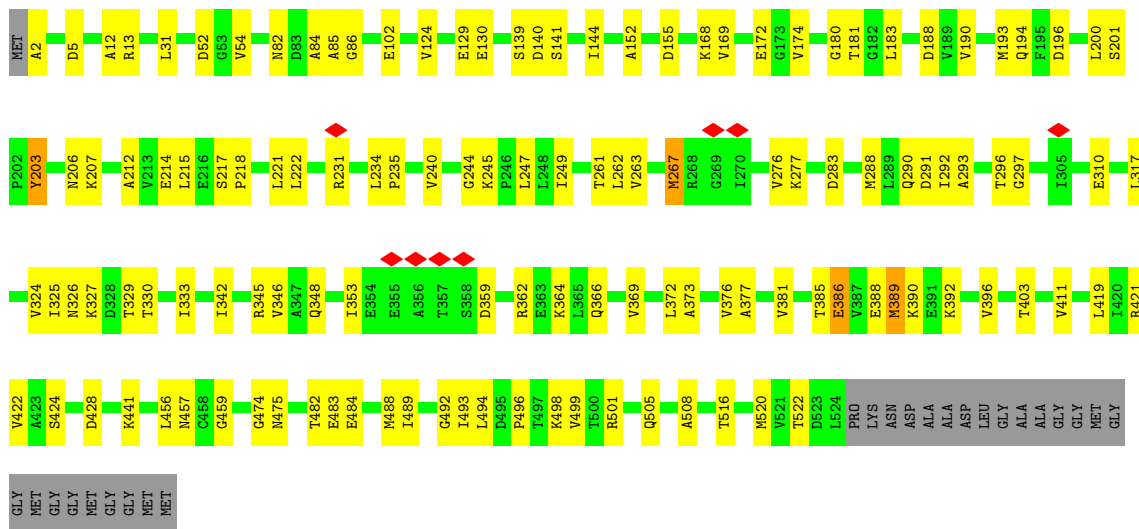 MET A2 D5 A12 R13 L31 D52 G53 V54 N82 D83 A84 A85 G86 E102 V124 E129 E130 S139 D140 S141 I144 A152 D155 K168 V169 E172 G173 V174 G180 T181 G182 L183 D188 V189 V190 M193 Q194 F195 D196 L200 S201
P202 Y203 N206 K207 A212 V213 E214 L215 E216 S217 P218 L221 L222 R231 L234 P235 V240 G244 K245 P246 L247 L248 I249 T261 L262 V263 M267 R268 G269 I270 V276 K277 D283 M288 L289 Q290 D291 I292 A293 T296 G297 I305 E310 L317
V324 I325 N326 K327 D328 T329 T330 I333 I342 R345 V346 A347 Q348 I353 E354 E355 A356 T357 S358 D359 R362 E363 K364 L365 Q366 V369 L372 A373 V376 A377 V381 T385 E386 V387 E388 M389 K390 E391 K392 V396 T403 V411 L419 I420 R421
V422 A423 S424 D428 K441 L456 N457 C458 G459 G474 N475 T482 E483 E484 M488 I489 G492 I493 L494 D495 P496 T497 K498 V499 T500 R501 Q505 A508 T516 M520 V521 T522 D523 L524 PRO LYS ASN ASP ALA ALA ASP LEU GLY ALA ALA GLY GLY MET GLY
GLY MET GLY GLY MET GLY GLY MET MET